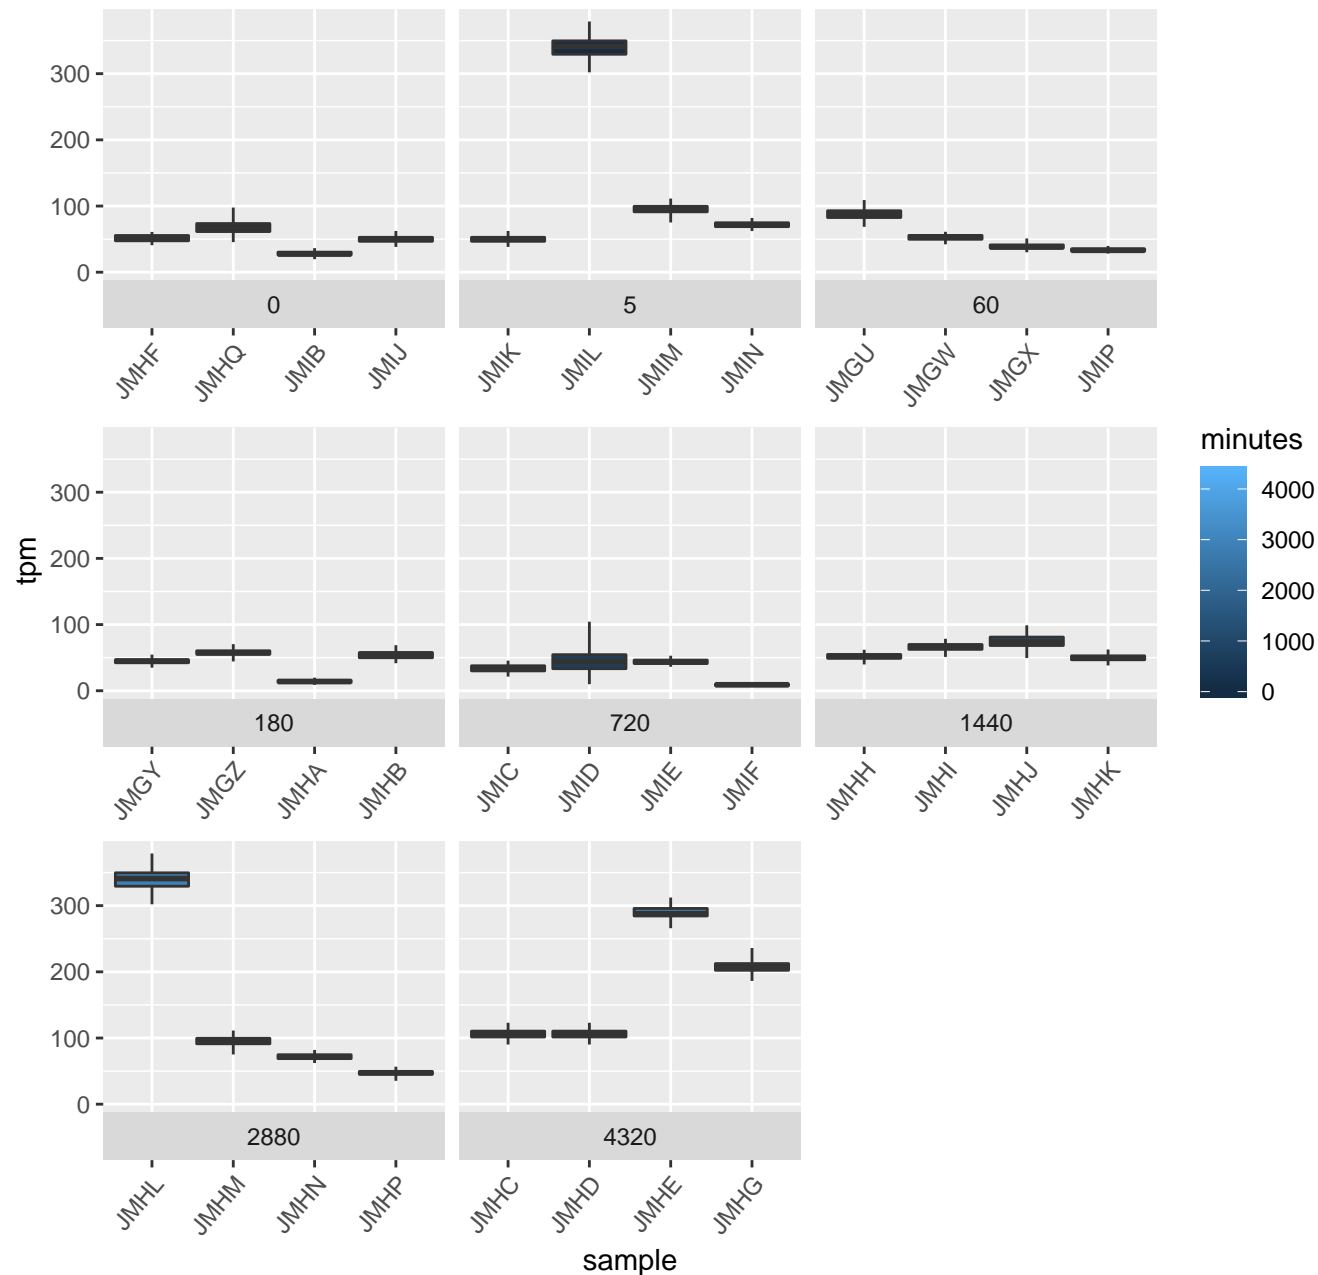 300
200
100
0
0 5 60
JMHF JMHQ JMIB JMIJ JMIK JMIL JMIM JMIN JMGU JMGW JMGX JMIP
300
200
100
0
180 720 1440
JMGY JMGZ JMHA JMHB JMIC JMID JMIE JMIF JMHH JMHI JMHJ JMHK
300
200
100
0
2880 4320
JMHL JMHM JMHN JMHP JMHC JMHD JMHE JMHG
tpm
sample
minutes
4000
3000
2000
1000
0